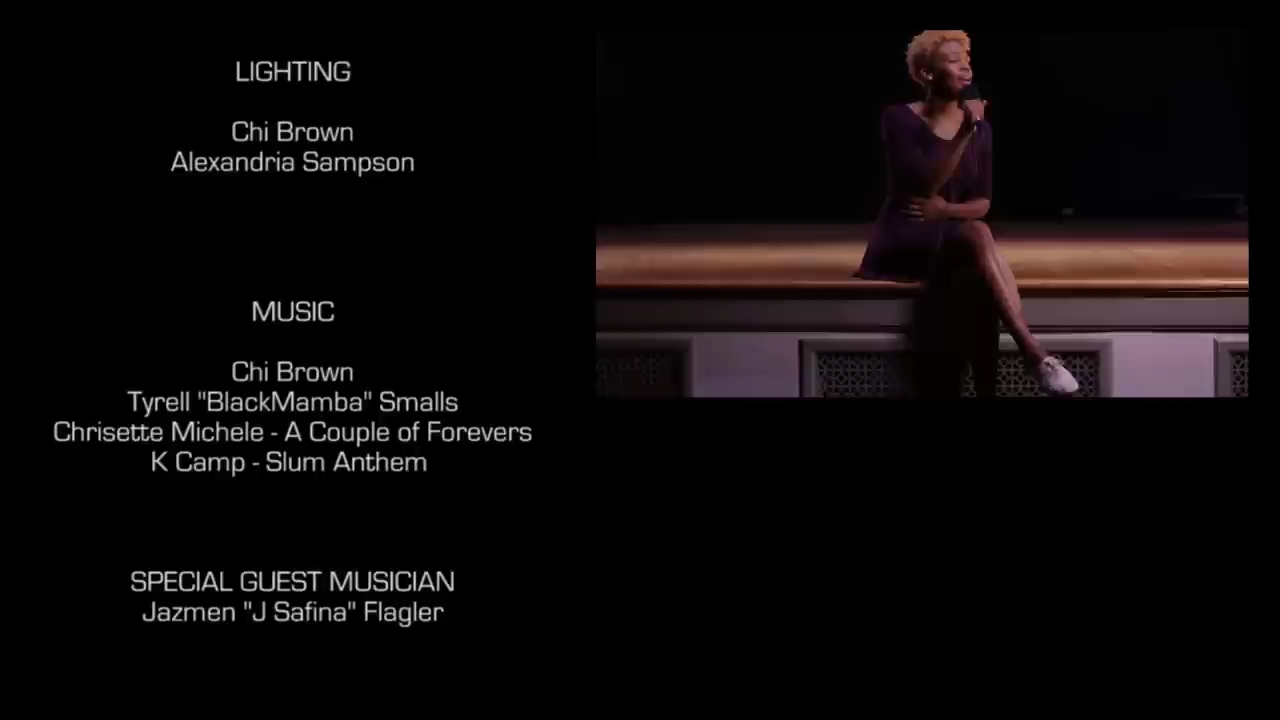 LIGHTING
Chi Brown
Alexandria Sampson
MUSIC
Chi Brown
Tyrell "BlackMamba" Smalls
Chrisette Michele - A Couple of Forevers
K Camp - Slum Anthem
SPECIAL GUEST MUSICIAN
Jazmen "J Safina" Flagler